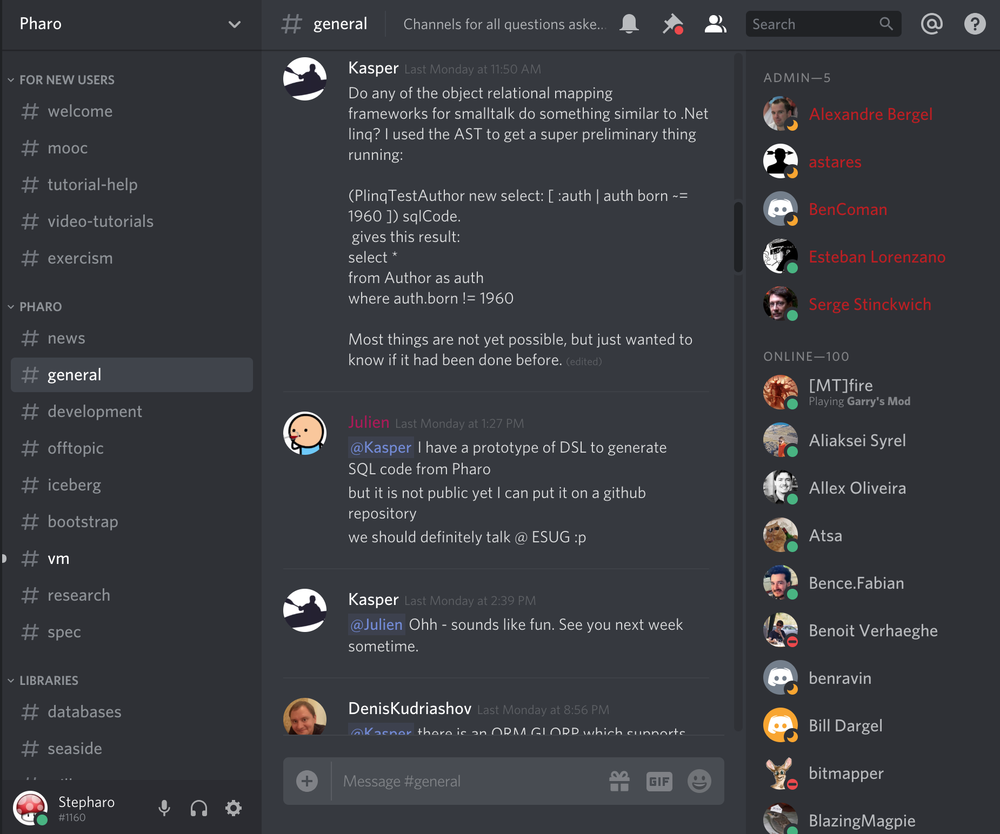 Pharo
FOR NEW USERS
# welcome
# mooc
# tutorial-help
# video-tutorials
# exercism
PHARO
# news
# general
# development
# offtopic
# iceberg
# bootstrap
# vm
# research
# spec
LIBRARIES
# databases
# seaside
Stepharo
#1160
# general
Channels for all questions aske...
Search
Kasper Last Monday at 11:50 AM
Do any of the object relational mapping
frameworks for smalltalk do something similar to .Net
linq? I used the AST to get a super preliminary thing
running:
(PlinqTestAuthor new select: [ :auth | auth born ~=
1960 ]) sqlCode.
gives this result:
select *
from Author as auth
where auth.born != 1960
Most things are not yet possible, but just wanted to
know if it had been done before. (edited)
Julien Last Monday at 1:27 PM
@Kasper I have a prototype of DSL to generate
SQL code from Pharo
but it is not public yet I can put it on a github
repository
we should definitely talk @ ESUG :p
Kasper Last Monday at 2:39 PM
@Julien Ohh - sounds like fun. See you next week
sometime.
DenisKudriashov Last Monday at 8:56 PM
@Kasper there is an ORM GLORP which supports
Message #general
GIF
ADMIN—5
Alexandre Bergel
astares
BenComan
Esteban Lorenzano
Serge Stinckwich
ONLINE—100
[MT]fire
Playing Garry's Mod
Aliaksei Syrel
Allex Oliveira
Atsa
Bence.Fabian
Benoit Verhaeghe
benravin
Bill Dargel
bitmapper
BlazingMagpie